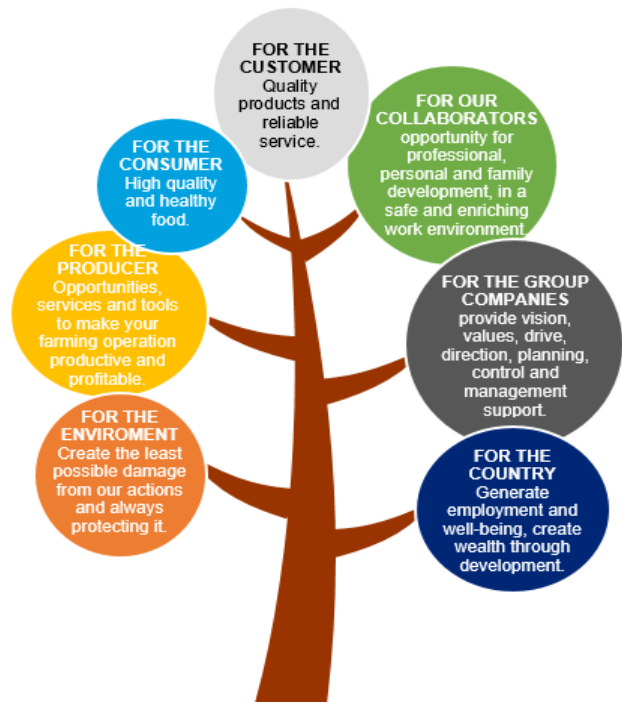 FOR THE
CUSTOMER
Quality
products and
reliable
service.
FOR OUR
COLLABORATORS
opportunity for
professional,
personal and family
development, in a
safe and enriching
work environment
FOR THE
CONSUMER
High quality
and healthy
food.
FOR THE
PRODUCER
Opportunities,
services and tools
to make your
farming operation
productive and
profitable.
FOR THE GROUP
COMPANIES
provide vision,
values, drive,
direction, planning,
control and
management
support.
FOR THE
ENVIROMENT
Create the least
possible damage
from our actions
and always
protecting it.
FOR THE
COUNTRY
Generate
employment and
well-being, create
wealth through
development.